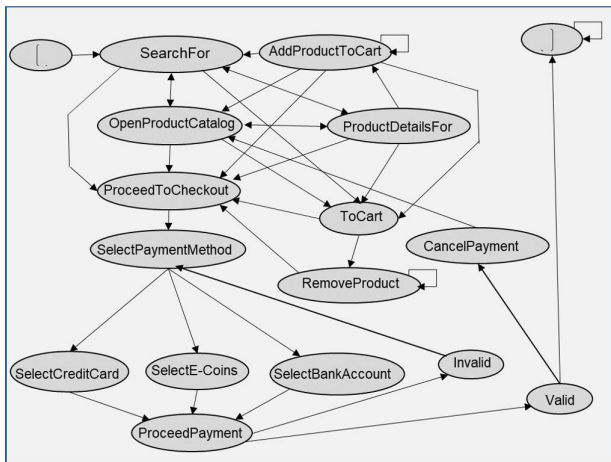 [.
SearchFor
AddProductToCart
.]
OpenProductCatalog
ProductDetailsFor
ProceedToCheckout
ToCart
SelectPaymentMethod
CancelPayment
RemoveProduct
SelectCreditCard
SelectE-Coins
SelectBankAccount
Invalid
Valid
ProceedPayment